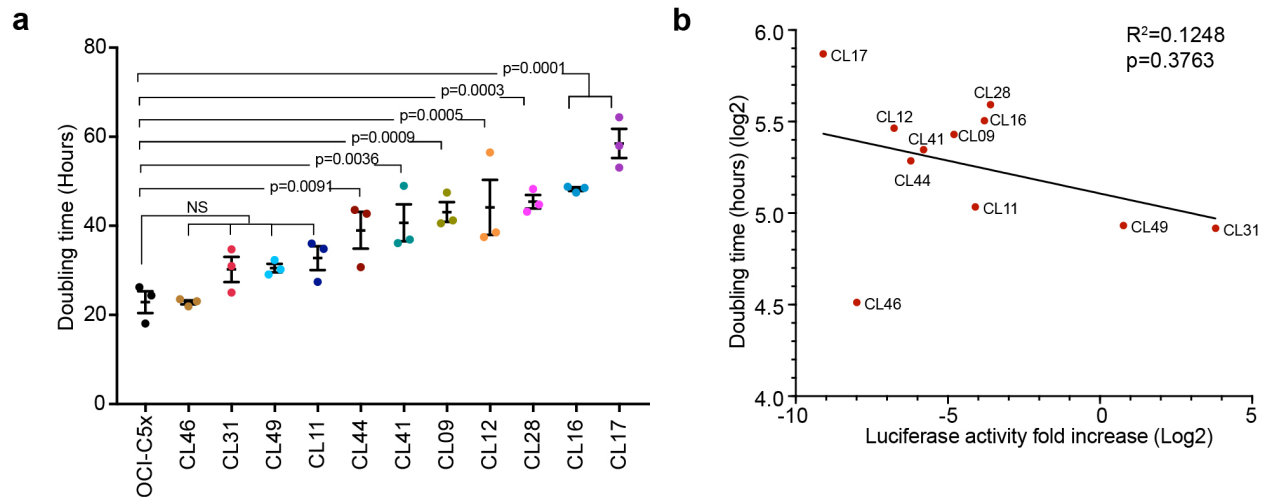 a
80
60
40
20
0
Doubling time (Hours)
p=0.0001
p=0.0003
p=0.0005
p=0.0009
p=0.0036
p=0.0091
NS
OCI-C5x
CL46
CL31
CL49
CL11
CL44
CL41
CL09
CL12
CL28
CL16
CL17
b
R²=0.1248
p=0.3763
6.0
5.5
5.0
4.5
4.0
Doubling time (hours) (log2)
CL17
CL28
CL12
CL16
CL09
CL41
CL44
CL11
CL49
CL31
CL46
-10
-5
0
5
Luciferase activity fold increase (Log2)